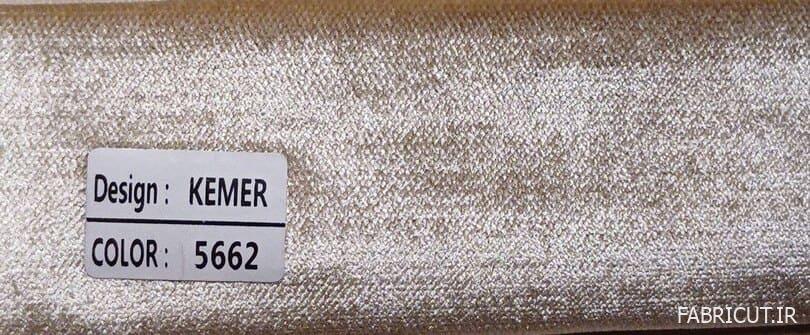 Design : KEMER
COLOR : 5662
FABRICUT.IR